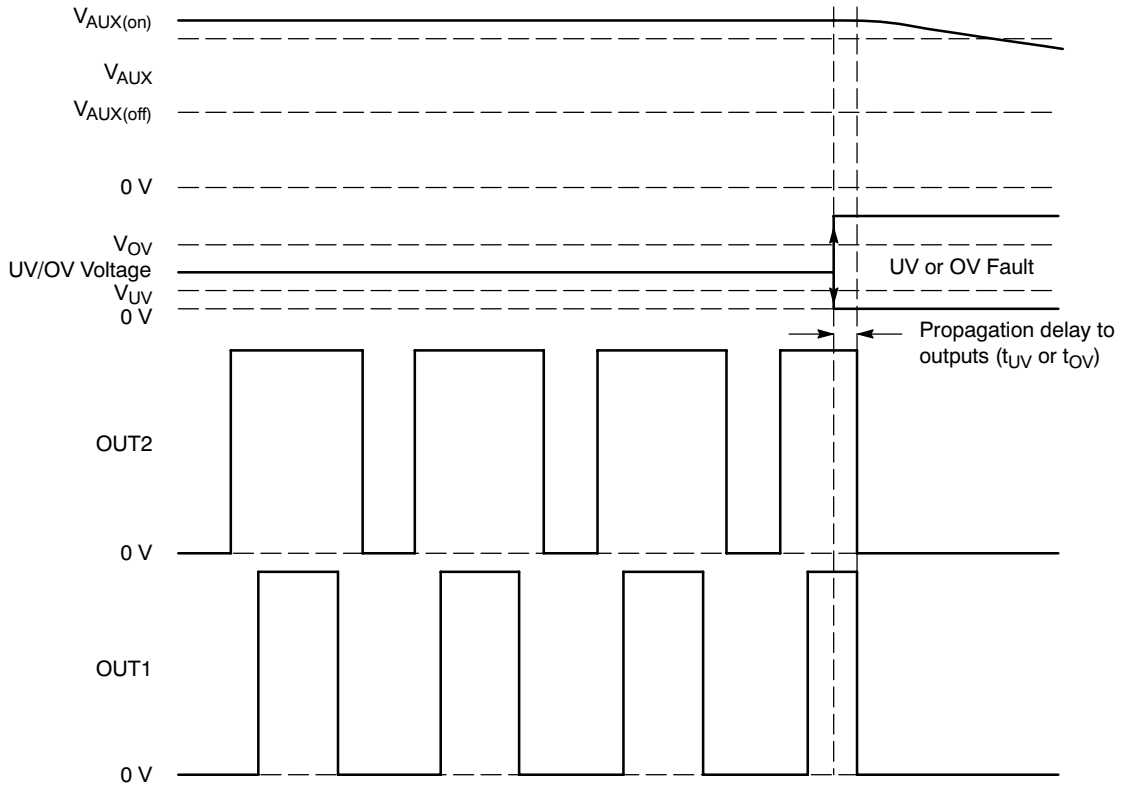 VAUX(on)
VAUX
VAUX(off)
0 V
VOV
UV/OV Voltage
VUV
0 V
UV or OV Fault
Propagation delay to
outputs (tUV or tOV)
OUT2
0 V
OUT1
0 V